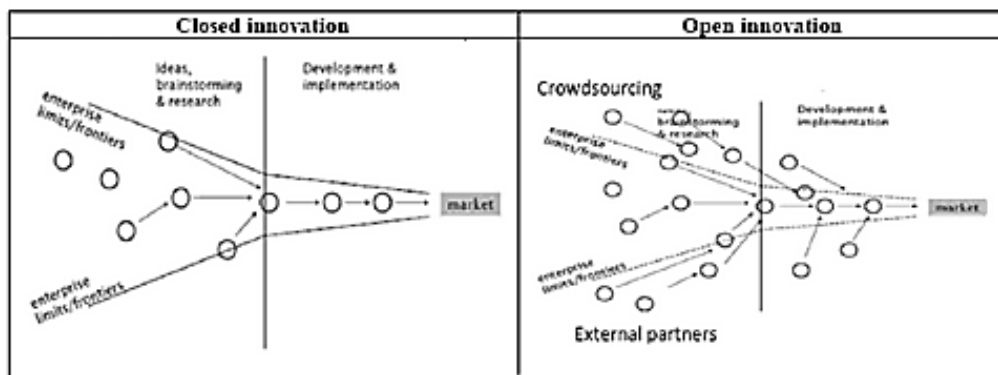 Closed innovation
Ideas,
brainstorming
& research
Development &
implementation
enterprise
limits/frontiers
market
enterprise
limits/frontiers
Open innovation
Crowdsourcing
brainstorming
& research
Development &
implementation
enterprise
limits/frontiers
market
enterprise
limits/frontiers
External partners